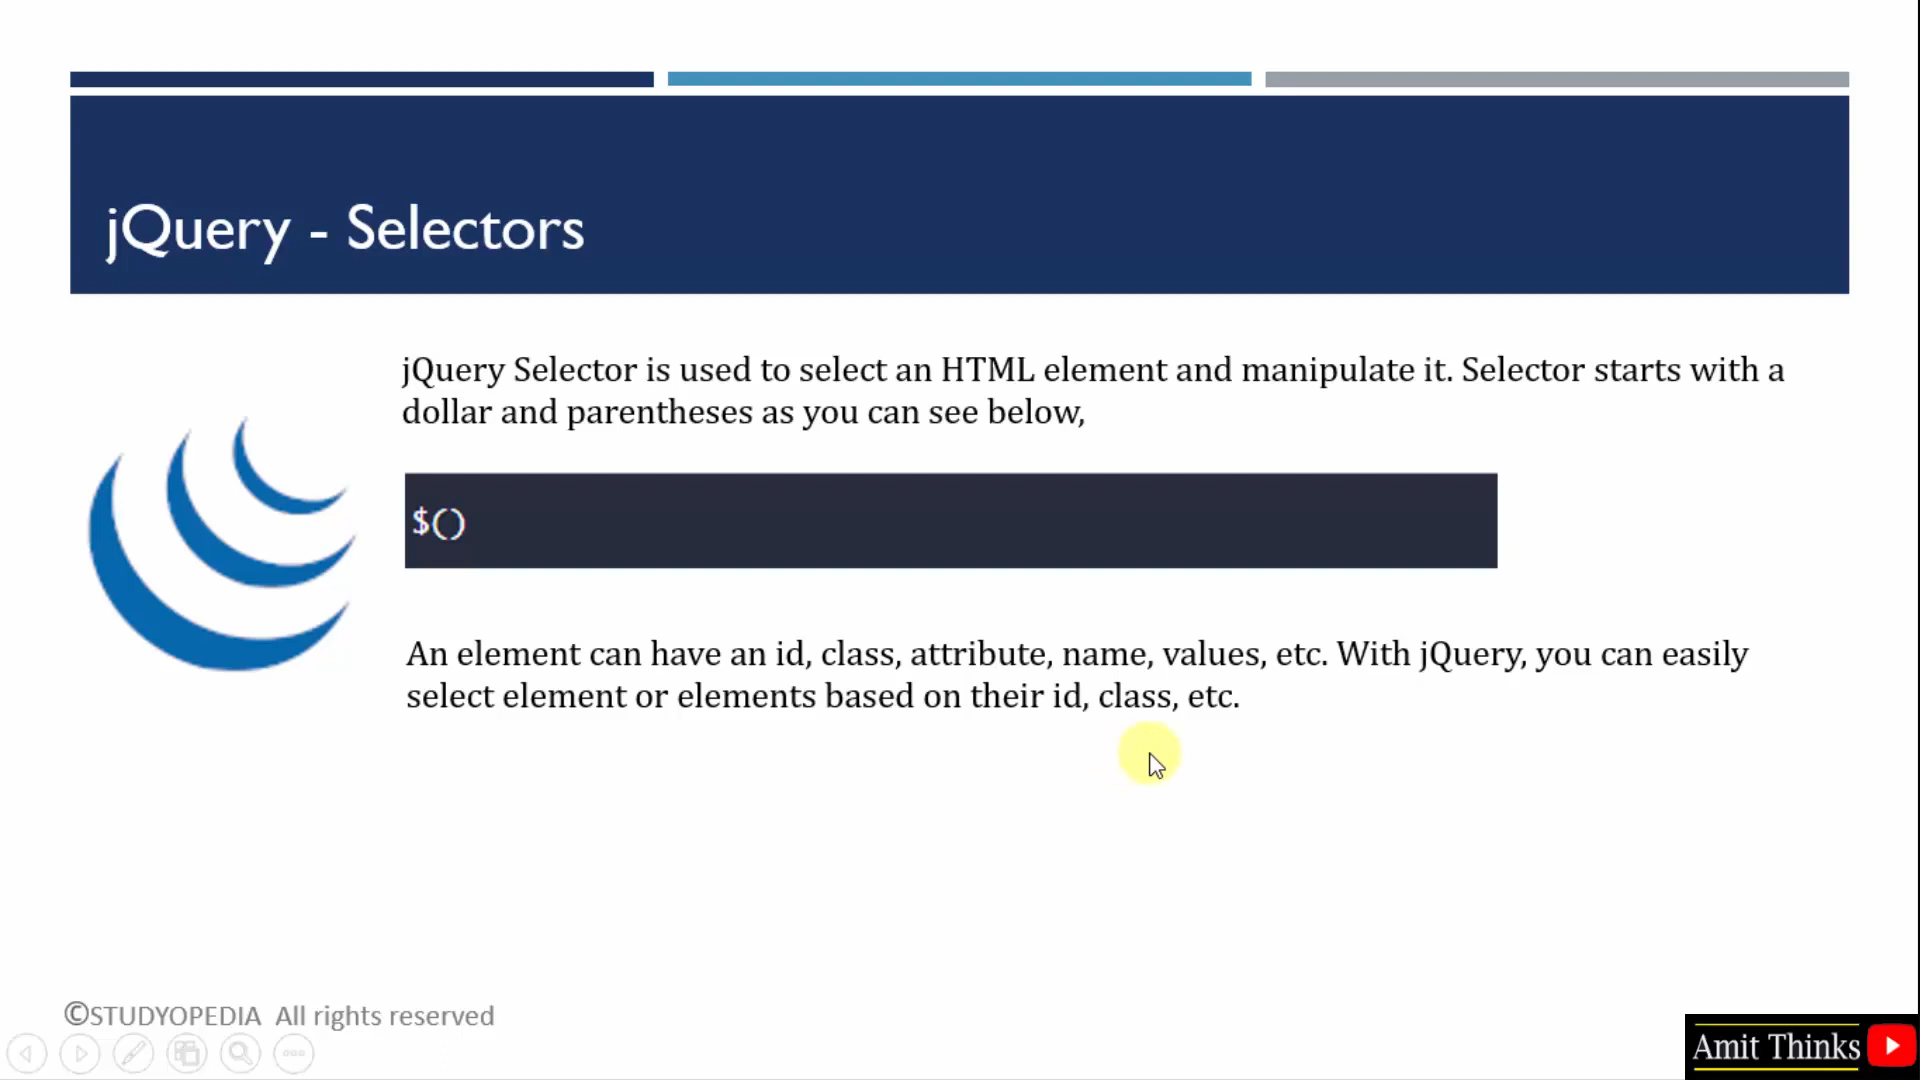 jQuery - Selectors
jQuery Selector is used to select an HTML element and manipulate it. Selector starts with a
dollar and parentheses as you can see below,
$()
An element can have an id, class, attribute, name, values, etc. With jQuery, you can easily
select element or elements based on their id, class, etc.
©STUDYOPEDIA All rights reserved
Amit Thinks